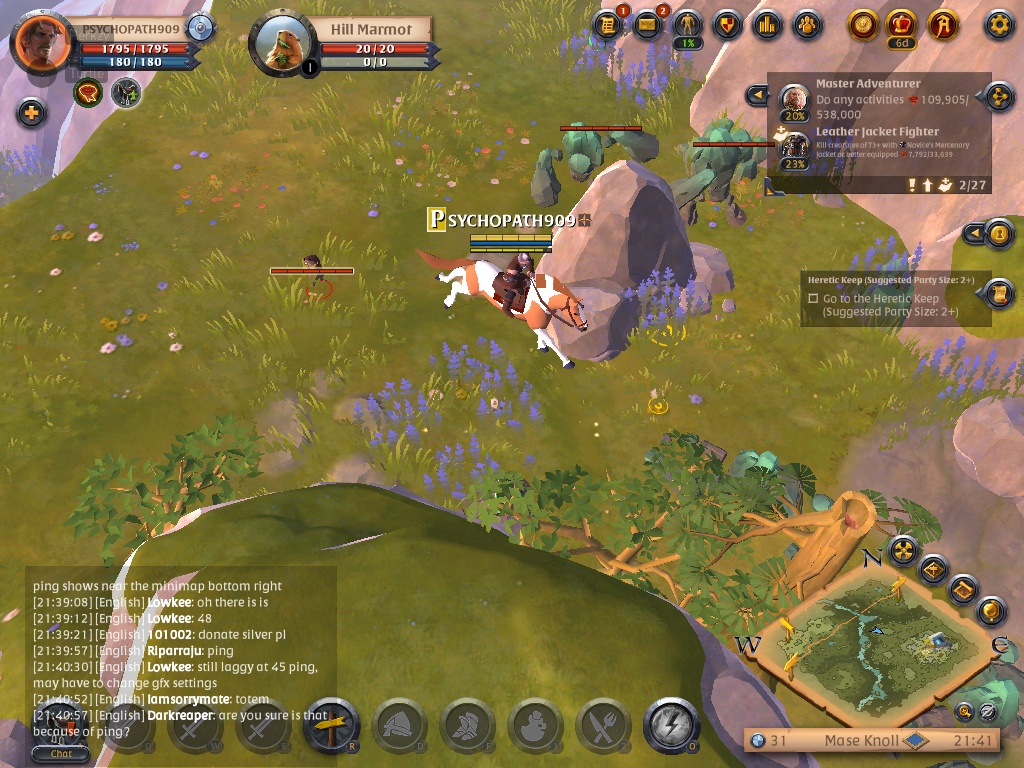 PSYCHOPATH909
1795 / 1795
180 / 180
Hill Marmot
20 / 20
0 / 0
I
1
2
1%
6d
Master Adventurer
Do any activities 109,905/
538,000
20%
Leather Jacket Fighter
Kill creatures of T3+ with Novice's Mercenary
Jacket or better equipped 7,792/33,639
23%
2/27
P PSYCHOPATH909
Heretic Keep (Suggested Party Size: 2+)
Go to the Heretic Keep
(Suggested Party Size: 2+)
ping shows near the minimap bottom right
[21:39:08] [English] Lowkee: oh there is is
[21:39:12] [English] Lowkee: 48
[21:39:21] [English] 101002: donate silver pl
[21:39:57] [English] Riparraju: ping
[21:40:30] [English] Lowkee: still laggy at 45 ping,
may have to change gfx settings
[21:40:52] [English] Iamsorrymate: totem
[21:40:57] [English] Darkreaper: are you sure is that
because of ping?
Chat
Q W R D F O
N
W
E
31 Mase Knoll 21:41